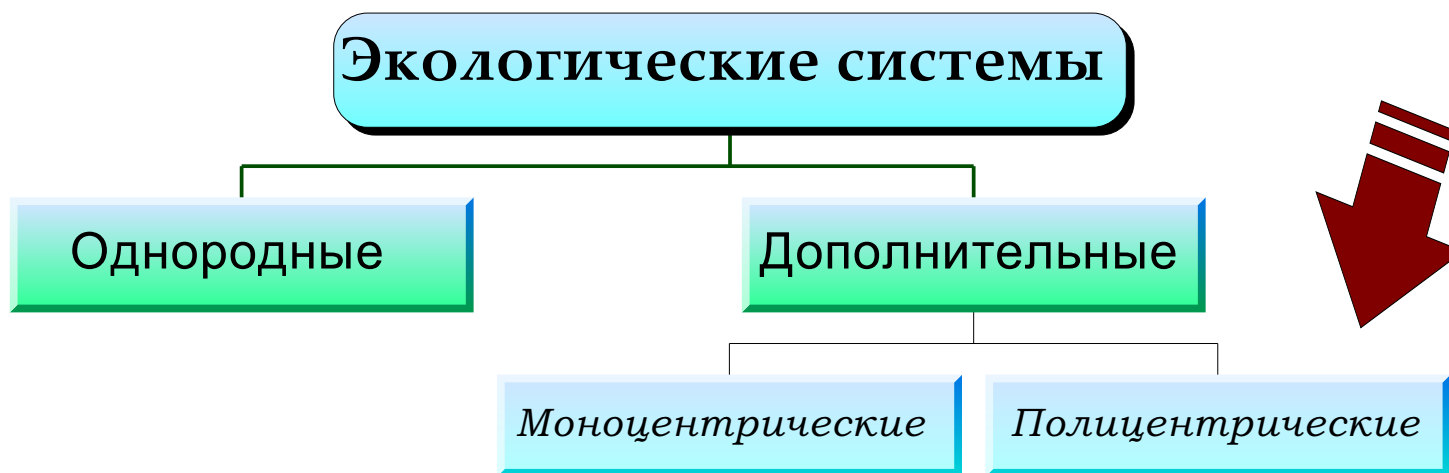 Экологические системы
Однородные
Дополнительные
Моноцентрические
Полицентрические